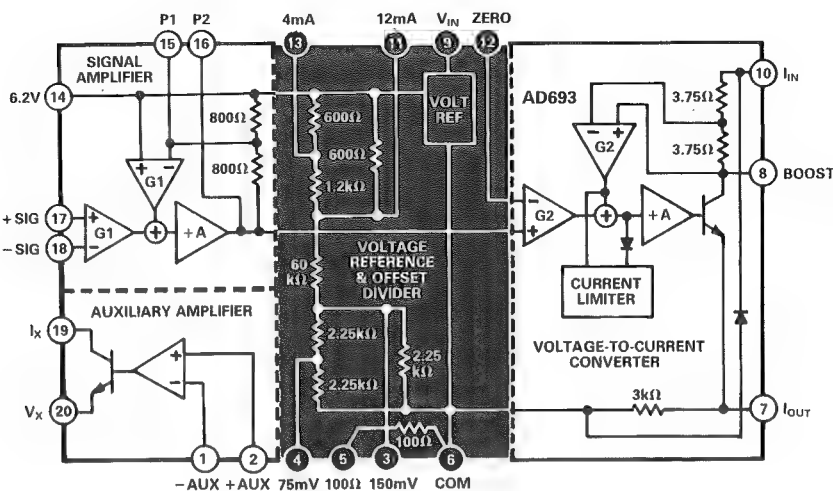 P1 P2 4mA 12mA VIN ZERO
15 16 13 11 9 12
SIGNAL
AMPLIFIER
6.2V 14
800Ω
800Ω
+ -
G1
+SIG 17 +
-SIG 18 -
G1
+
+A
600Ω
600Ω
1.2kΩ
VOLT
REF
60
kΩ
VOLTAGE
REFERENCE
& OFFSET
DIVIDER
2.25kΩ
2.25
kΩ
2.25kΩ
100Ω
AD693
10 IIN
3.75Ω
3.75Ω
- +
G2
8 BOOST
-
+
G2
+
+A
CURRENT
LIMITER
VOLTAGE-TO-CURRENT
CONVERTER
3kΩ
7 IOUT
AUXILIARY AMPLIFIER
IX 19
+
-
VX 20
1 2 4 5 3 6
-AUX +AUX 75mV 100Ω 150mV COM